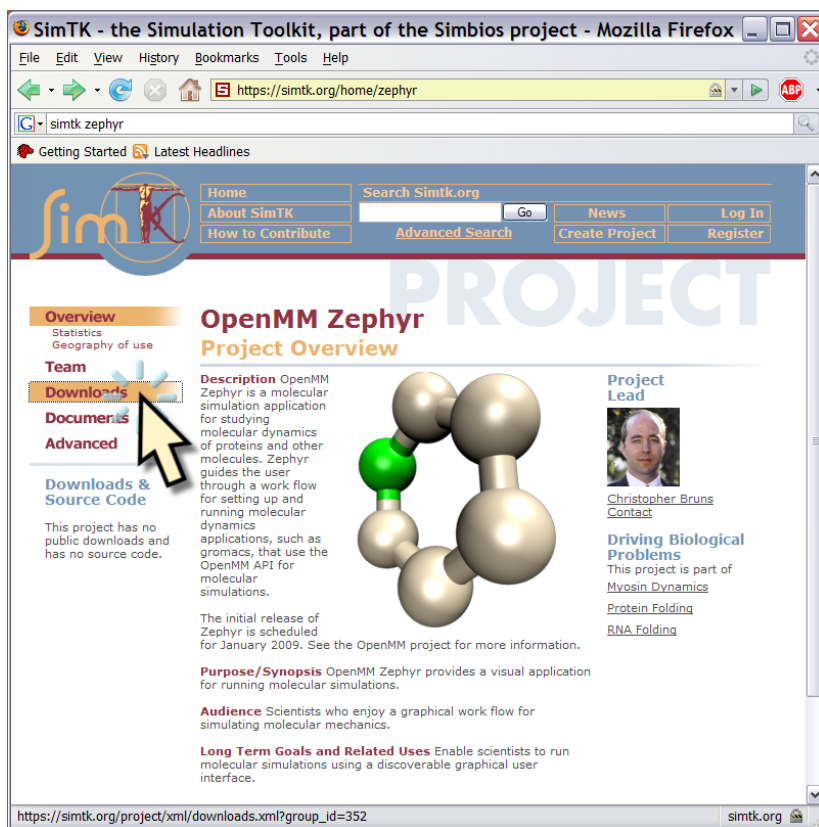 SimTK - the Simulation Toolkit, part of the Simbios project - Mozilla Firefox
File Edit View History Bookmarks Tools Help
https://simtk.org/home/zephyr
ABP
G
simtk zephyr
Getting Started Latest Headlines
SimTK
Home
Search Simtk.org
About SimTK
Go
News
Log In
How to Contribute
Advanced Search
Create Project
Register
PROJECT
Overview
Statistics
Geography of use
Team
Downloads
Documents
Advanced
Downloads &
Source Code
This project has no
public downloads and
has no source code.
OpenMM Zephyr
Project Overview
Description OpenMM
Zephyr is a molecular
simulation application
for studying
molecular dynamics
of proteins and other
molecules. Zephyr
guides the user
through a work flow
for setting up and
running molecular
dynamics
applications, such as
gromacs, that use the
OpenMM API for
molecular
simulations.
The initial release of
Zephyr is scheduled
for January 2009. See the OpenMM project for more information.
Purpose/Synopsis OpenMM Zephyr provides a visual application
for running molecular simulations.
Audience Scientists who enjoy a graphical work flow for
simulating molecular mechanics.
Long Term Goals and Related Uses Enable scientists to run
molecular simulations using a discoverable graphical user
interface.
Project
Lead
Christopher Bruns
Contact
Driving Biological
Problems
This project is part of
Myosin Dynamics
Protein Folding
RNA Folding
https://simtk.org/project/xml/downloads.xml?group_id=352
simtk.org